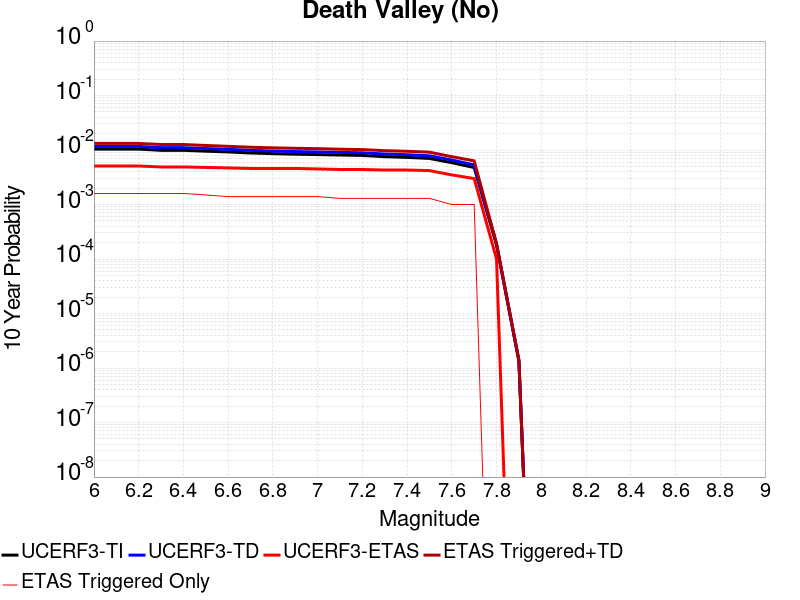 Death Valley (No)
10^0
10^-1
10^-2
10^-3
10^-4
10^-5
10^-6
10^-7
10^-8
10 Year Probability
6 6.2 6.4 6.6 6.8 7 7.2 7.4 7.6 7.8 8 8.2 8.4 8.6 8.8 9
Magnitude
UCERF3-TI UCERF3-TD UCERF3-ETAS ETAS Triggered+TD
ETAS Triggered Only